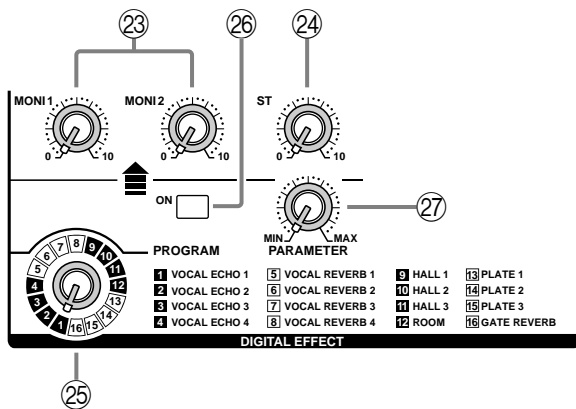 ㉓ ㉖ ㉔
MONI 1 MONI 2 ST
0 10 0 10 0 10
ON
㉗
MIN MAX
PROGRAM PARAMETER
1 2 3 4 5 6 7 8 9 10 11 12 13 14 15 16
1 VOCAL ECHO 1 5 VOCAL REVERB 1 9 HALL 1 13 PLATE 1
2 VOCAL ECHO 2 6 VOCAL REVERB 2 10 HALL 2 14 PLATE 2
3 VOCAL ECHO 3 7 VOCAL REVERB 3 11 HALL 3 15 PLATE 3
4 VOCAL ECHO 4 8 VOCAL REVERB 4 12 ROOM 16 GATE REVERB
DIGITAL EFFECT
㉕